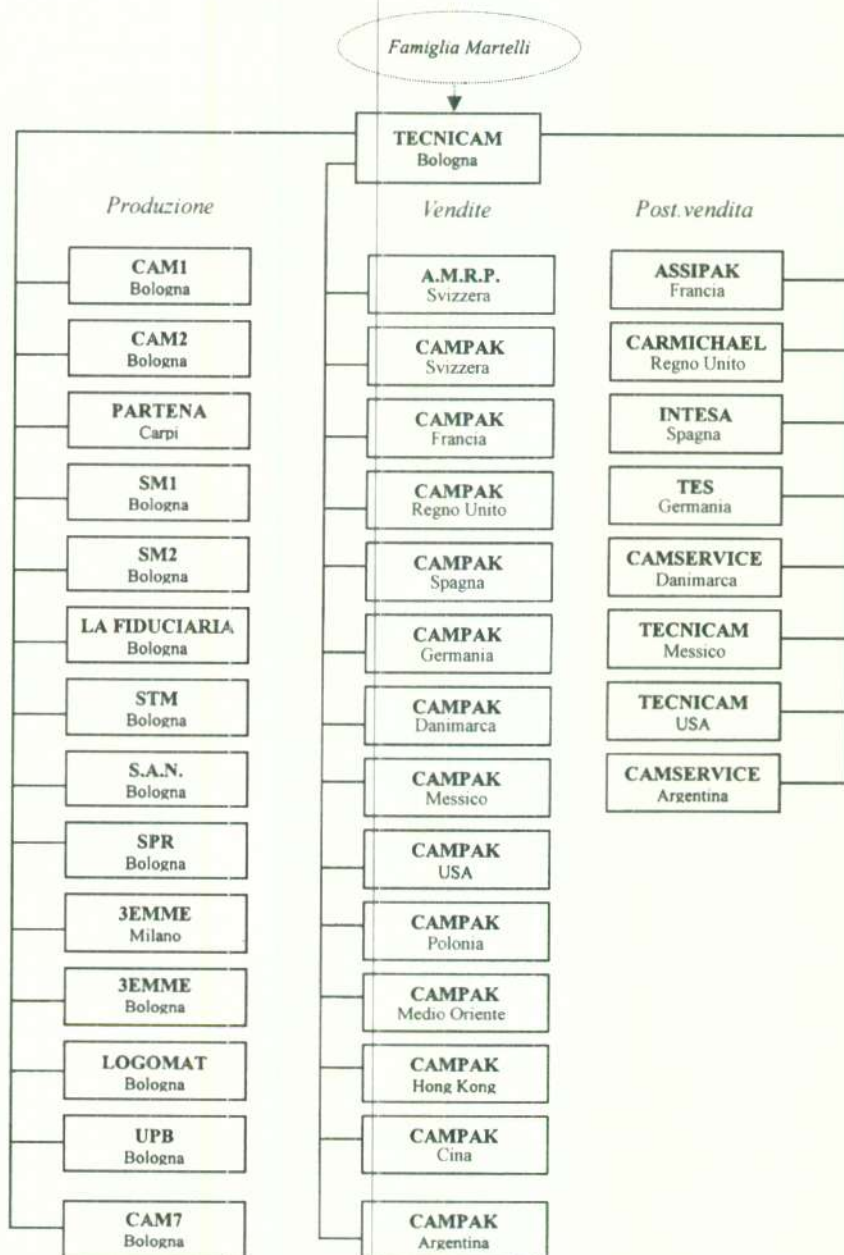 Famiglia Martelli
TECNICAM
Bologna
Produzione
CAM1
Bologna
CAM2
Bologna
PARTENA
Carpi
SM1
Bologna
SM2
Bologna
LA FIDUCIARIA
Bologna
STM
Bologna
S.A.N.
Bologna
SPR
Bologna
3EMME
Milano
3EMME
Bologna
LOGOMAT
Bologna
UPB
Bologna
CAM7
Bologna
Vendite
A.M.R.P.
Svizzera
CAMPAK
Svizzera
CAMPAK
Francia
CAMPAK
Regno Unito
CAMPAK
Spagna
CAMPAK
Germania
CAMPAK
Danimarca
CAMPAK
Messico
CAMPAK
USA
CAMPAK
Polonia
CAMPAK
Medio Oriente
CAMPAK
Hong Kong
CAMPAK
Cina
CAMPAK
Argentina
Post.vendita
ASSIPAK
Francia
CARMICHAEL
Regno Unito
INTESA
Spagna
TES
Germania
CAMSERVICE
Danimarca
TECNICAM
Messico
TECNICAM
USA
CAMSERVICE
Argentina